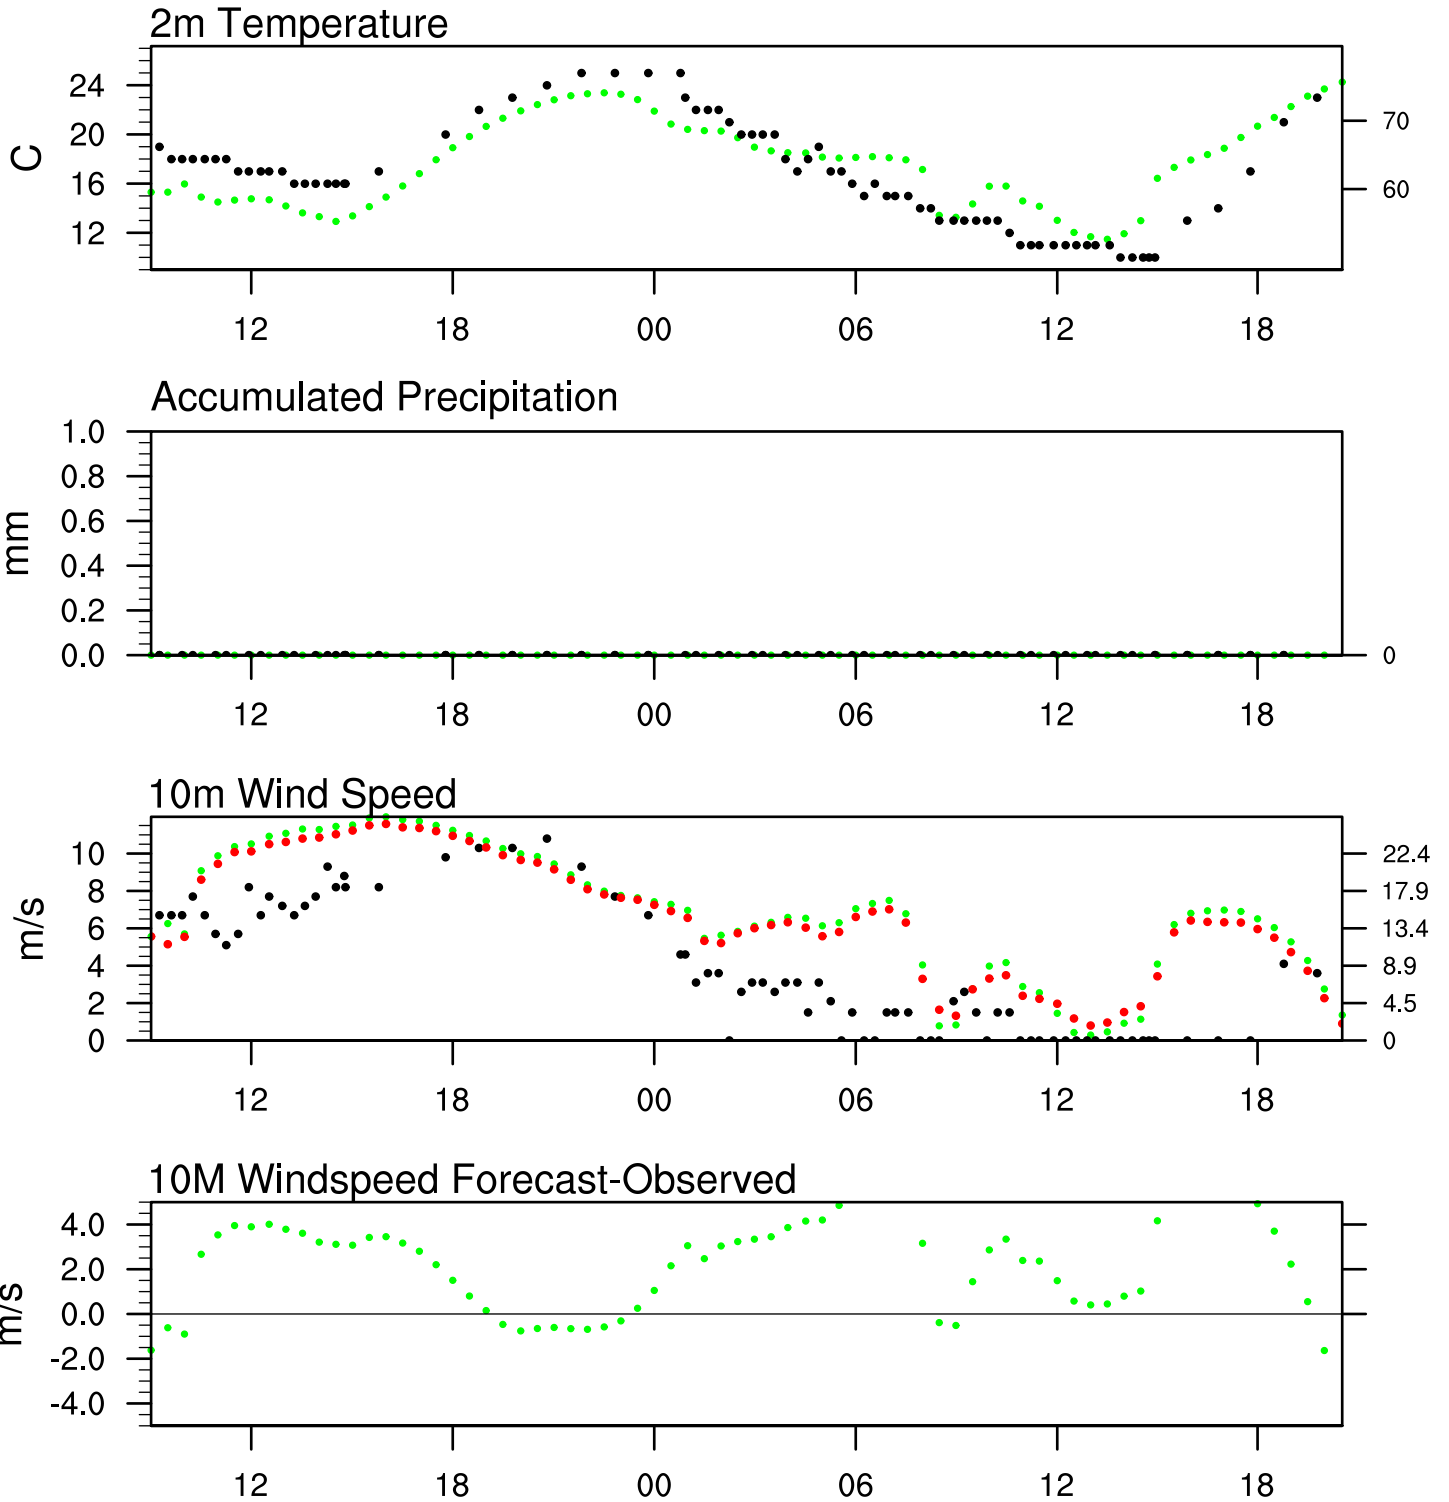 2m Temperature
24
20
16
12
C
70
60
12 18 00 06 12 18
Accumulated Precipitation
1.0
0.8
0.6
0.4
0.2
0.0
mm
0
12 18 00 06 12 18
10m Wind Speed
10
8
6
4
2
0
m/s
22.4
17.9
13.4
8.9
4.5
0
12 18 00 06 12 18
10M Windspeed Forecast-Observed
4.0
2.0
0.0
-2.0
-4.0
m/s
12 18 00 06 12 18